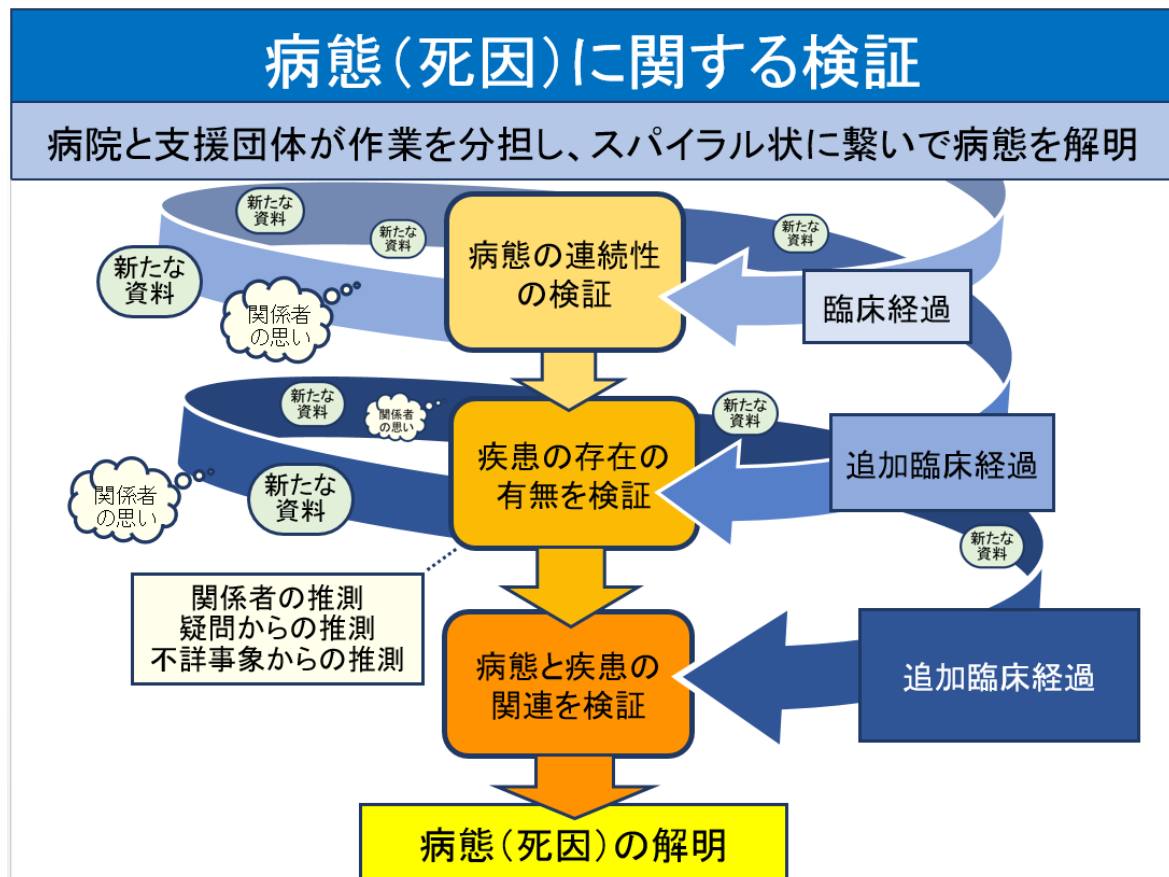 病態(死因)に関する検証
病院と支援団体が作業を分担し、スパイラル状に繋いで病態を解明
新たな
資料
新たな
資料
新たな
資料
新たな
資料
関係者
の思い
病態の連続性
の検証
臨床経過
新たな
資料
関係者
の思い
新たな
資料
関係者
の思い
新たな
資料
疾患の存在の
有無を検証
追加臨床経過
新たな
資料
関係者の推測
疑問からの推測
不詳事象からの推測
病態と疾患の
関連を検証
追加臨床経過
病態(死因)の解明